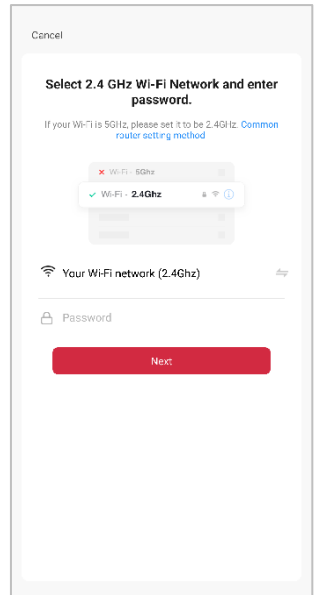 Cancel
Select 2.4 GHz Wi-Fi Network and enter
password.
If your Wi-Fi is 5GHz, please set it to be 2.4GHz. Common
router setting method
Wi-Fi - 5Ghz
Wi-Fi - 2.4Ghz
Your Wi-Fi network (2.4Ghz)
Password
Next